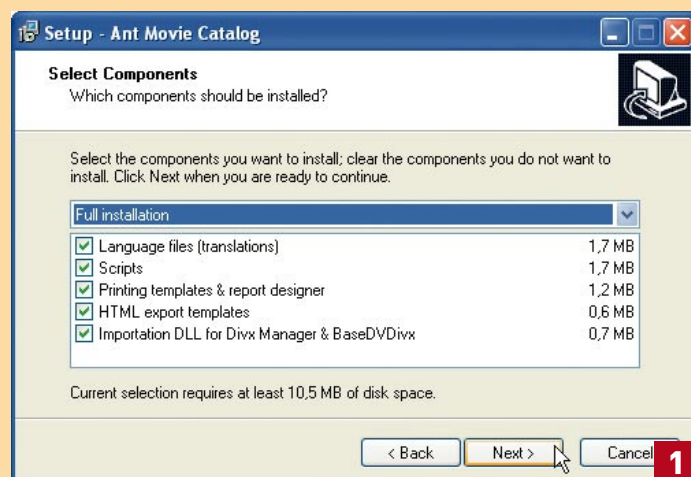 Setup - Ant Movie Catalog
Select Components
Which components should be installed?
Select the components you want to install; clear the components you do not want to
install. Click Next when you are ready to continue.
Full installation
Language files (translations) 1,7 MB
Scripts 1,7 MB
Printing templates & report designer 1,2 MB
HTML export templates 0,6 MB
Importation DLL for Divx Manager & BaseDVDivx 0,7 MB
Current selection requires at least 10,5 MB of disk space.
< Back Next > Cancel
1